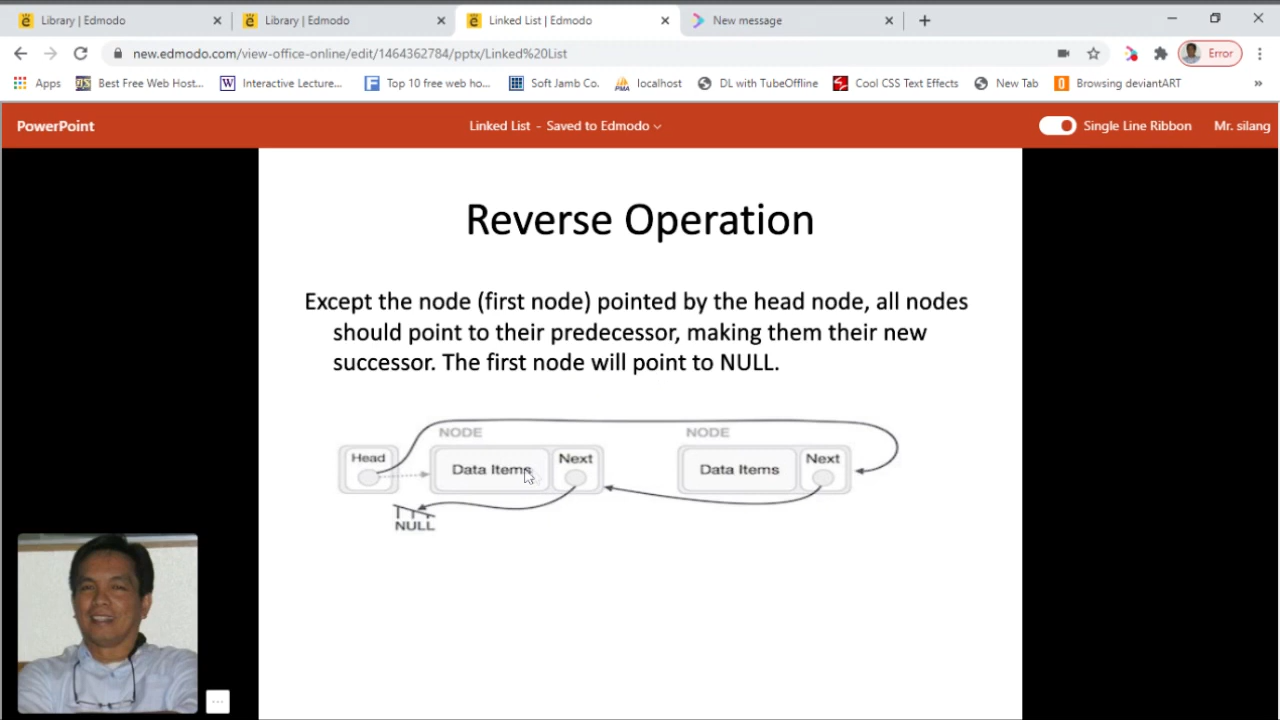 Library | Edmodo
Library | Edmodo
Linked List | Edmodo
New message
new.edmodo.com/view-office-online/edit/1464362784/pptx/Linked%20List
Error
Apps
Best Free Web Host...
Interactive Lecture...
Top 10 free web ho...
Soft Jamb Co.
localhost
DL with TubeOffline
Cool CSS Text Effects
New Tab
Browsing deviantART
PowerPoint
Linked List - Saved to Edmodo
Single Line Ribbon
Mr. silang
Reverse Operation
Except the node (first node) pointed by the head node, all nodes
should point to their predecessor, making them their new
successor. The first node will point to NULL.
NODE
NODE
Head
Data Items
Next
Data Items
Next
NULL